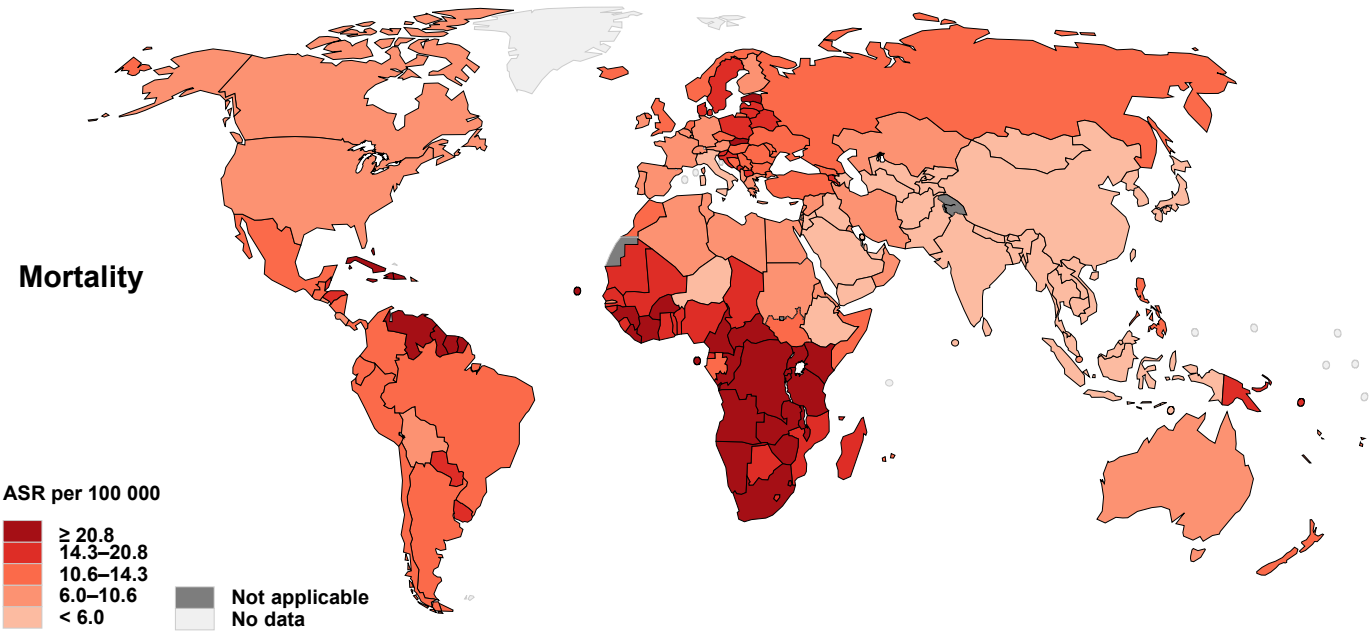 Mortality
ASR per 100 000
≥ 20.8
14.3–20.8
10.6–14.3
6.0–10.6
< 6.0
Not applicable
No data